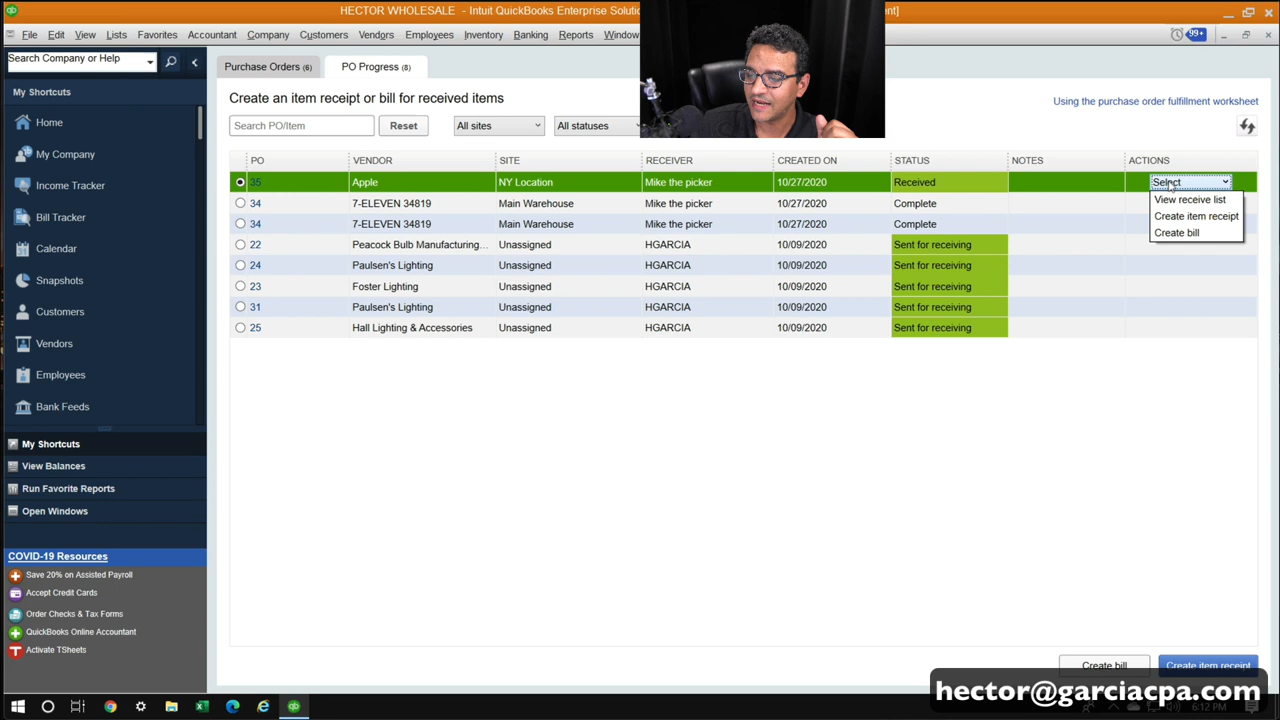 HECTOR WHOLESALE - Intuit QuickBooks Enterprise Solu ent]
File Edit View Lists Favorites Accountant Company Customers Vendors Employees Inventory Banking Reports Window 99+
Search Company or Help
My Shortcuts
Home
My Company
Income Tracker
Bill Tracker
Calendar
Snapshots
Customers
Vendors
Employees
Bank Feeds
My Shortcuts
View Balances
Run Favorite Reports
Open Windows
COVID-19 Resources
Save 20% on Assisted Payroll
Accept Credit Cards
Order Checks & Tax Forms
QuickBooks Online Accountant
Activate TSheets
Purchase Orders (6) PO Progress (8)
Create an item receipt or bill for received items
Using the purchase order fulfillment worksheet
Search PO/Item Reset All sites All statuses
PO VENDOR SITE RECEIVER CREATED ON STATUS NOTES ACTIONS
35 Apple NY Location Mike the picker 10/27/2020 Received Select
34 7-ELEVEN 34819 Main Warehouse Mike the picker 10/27/2020 Complete
34 7-ELEVEN 34819 Main Warehouse Mike the picker 10/27/2020 Complete
22 Peacock Bulb Manufacturing... Unassigned HGARCIA 10/09/2020 Sent for receiving
24 Paulsen's Lighting Unassigned HGARCIA 10/09/2020 Sent for receiving
23 Foster Lighting Unassigned HGARCIA 10/09/2020 Sent for receiving
31 Paulsen's Lighting Unassigned HGARCIA 10/09/2020 Sent for receiving
25 Hall Lighting & Accessories Unassigned HGARCIA 10/09/2020 Sent for receiving
View receive list
Create item receipt
Create bill
Create bill Create item receipt
hector@garciacpa.com
6:12 PM